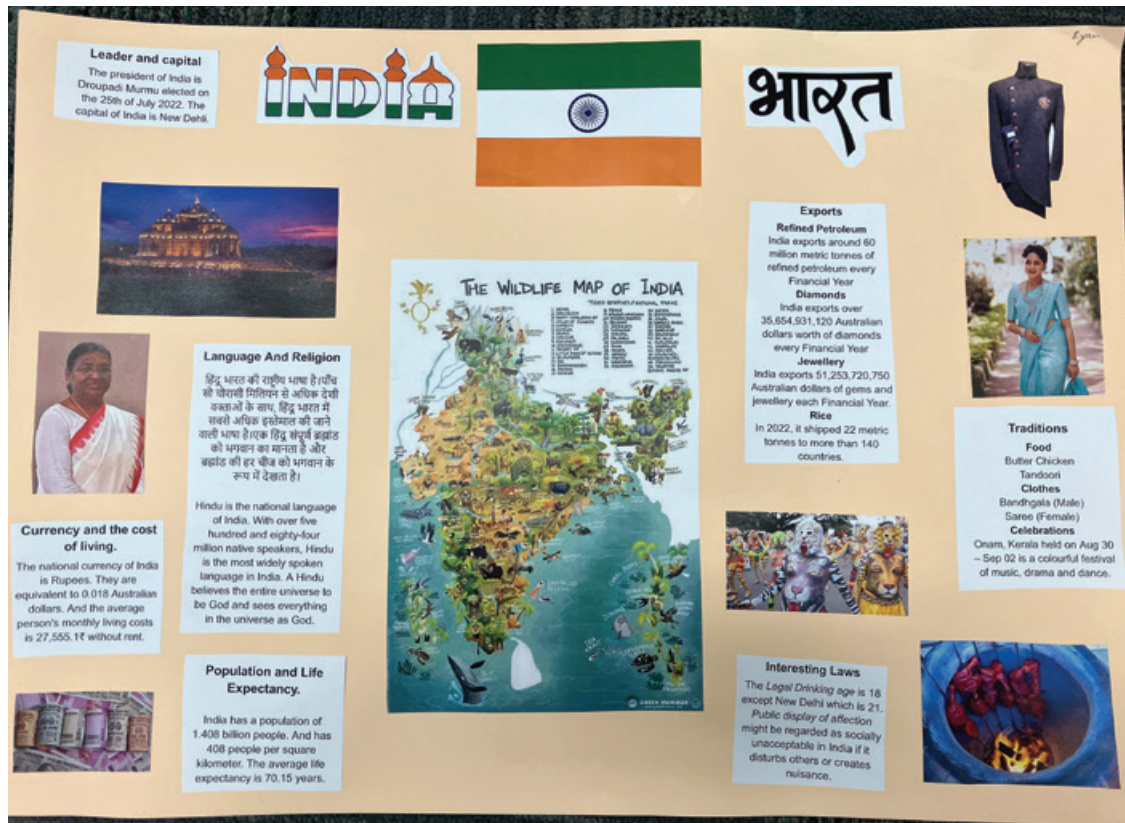 Ryan
Leader and capital
The president of India is
Droupadi Murmu elected on
the 25th of July 2022. The
capital of India is New Dehli.
INDIA
भारत
Exports
Refined Petroleum
India exports around 60
million metric tonnes of
refined petroleum every
Financial Year
Diamonds
India exports over
35,654,931,120 Australian
dollars worth of diamonds
every Financial Year
Jewellery
India exports 51,253,720,750
Australian dollars of gems and
jewellery each Financial Year.
Rice
In 2022, it shipped 22 metric
tonnes to more than 140
countries.
THE WILDLIFE MAP OF INDIA
Language And Religion
हिंदू भारत की राष्ट्रीय भाषा है।पाँच
सौ चौरासी मिलियन से अधिक देशी
वक्ताओं के साथ, हिंदू भारत में
सबसे अधिक इस्तेमाल की जाने
वाली भाषा है।एक हिंदू संपूर्ण ब्रह्मांड
को भगवान का मानता है और
ब्रह्मांड की हर चीज को भगवान के
रूप में देखता है।
Hindu is the national language
of India. With over five
hundred and eighty-four
million native speakers, Hindu
is the most widely spoken
language in India. A Hindu
believes the entire universe to
be God and sees everything
in the universe as God.
Traditions
Food
Butter Chicken
Tandoori
Clothes
Bandhgala (Male)
Saree (Female)
Celebrations
Onam, Kerala held on Aug 30
– Sep 02 is a colourful festival
of music, drama and dance.
Currency and the cost
of living.
The national currency of India
is Rupees. They are
equivalent to 0.018 Australian
dollars. And the average
person's monthly living costs
is 27,555.1₹ without rent.
Population and Life
Expectancy.
India has a population of
1.408 billion people. And has
408 people per square
kilometer. The average life
expectancy is 70.15 years.
Interesting Laws
The Legal Drinking age is 18
except New Delhi which is 21.
Public display of affection
might be regarded as socially
unacceptable in India if it
disturbs others or creates
nuisance.